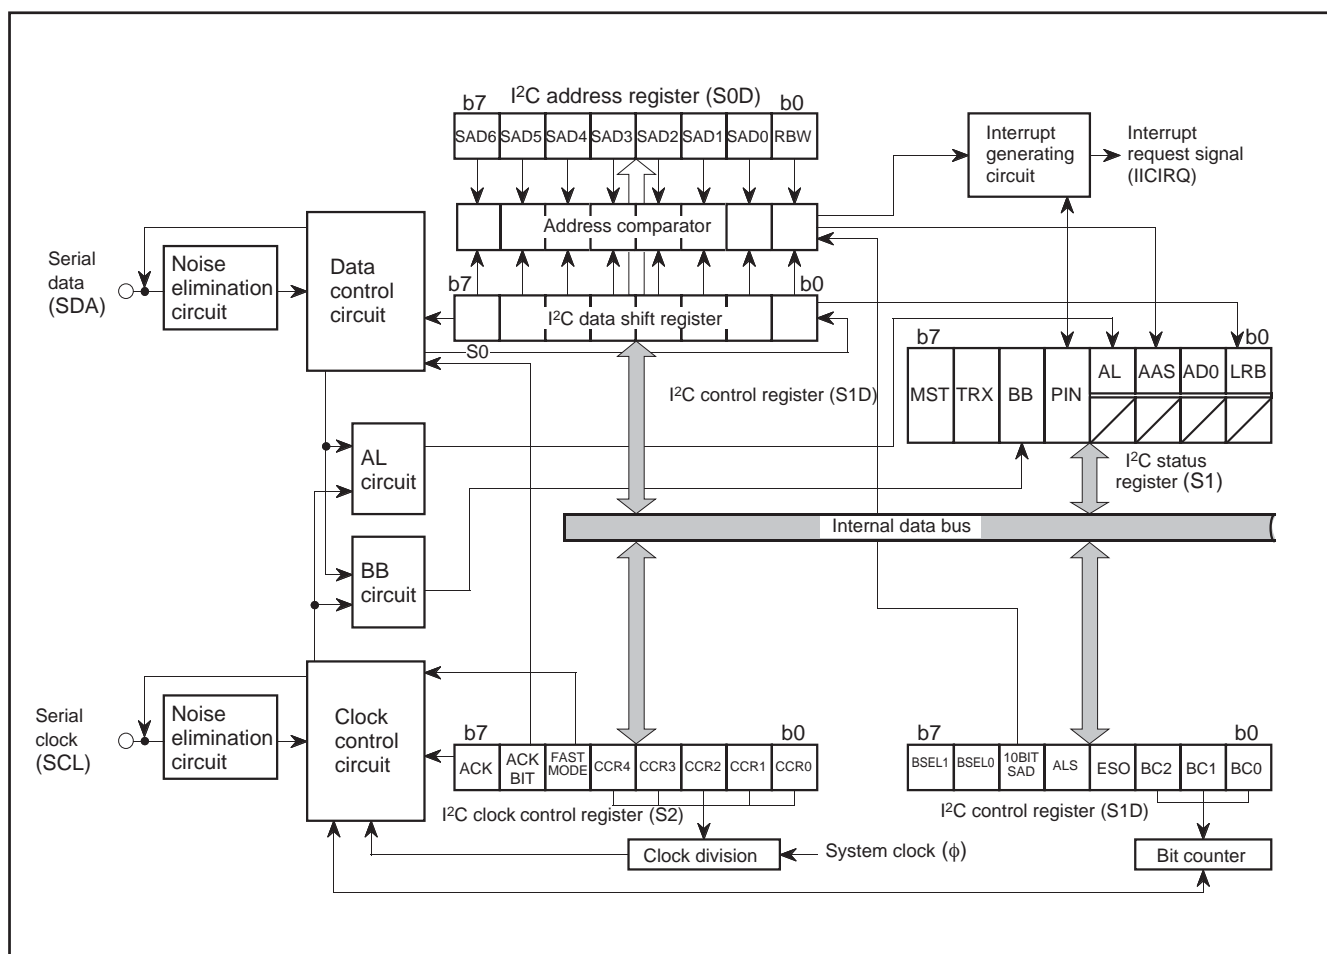 I²C address register (S0D)
b7
b0
SAD6 SAD5 SAD4 SAD3 SAD2 SAD1 SAD0 RBW
Interrupt
generating
circuit
Interrupt
request signal
(IICIRQ)
Address comparator
Serial
data
(SDA)
Noise
elimination
circuit
Data
control
circuit
b7
b0
I²C data shift register
S0
b7
b0
MST TRX BB PIN AL AAS AD0 LRB
I²C control register (S1D)
I²C status
register (S1)
AL
circuit
Internal data bus
BB
circuit
Serial
clock
(SCL)
Noise
elimination
circuit
Clock
control
circuit
b7
b0
ACK
ACK
BIT
FAST
MODE
CCR4 CCR3 CCR2 CCR1 CCR0
I²C clock control register (S2)
b7
b0
BSEL1 BSEL0
10BIT
SAD
ALS ESO BC2 BC1 BC0
I²C control register (S1D)
Clock division
System clock (ϕ)
Bit counter